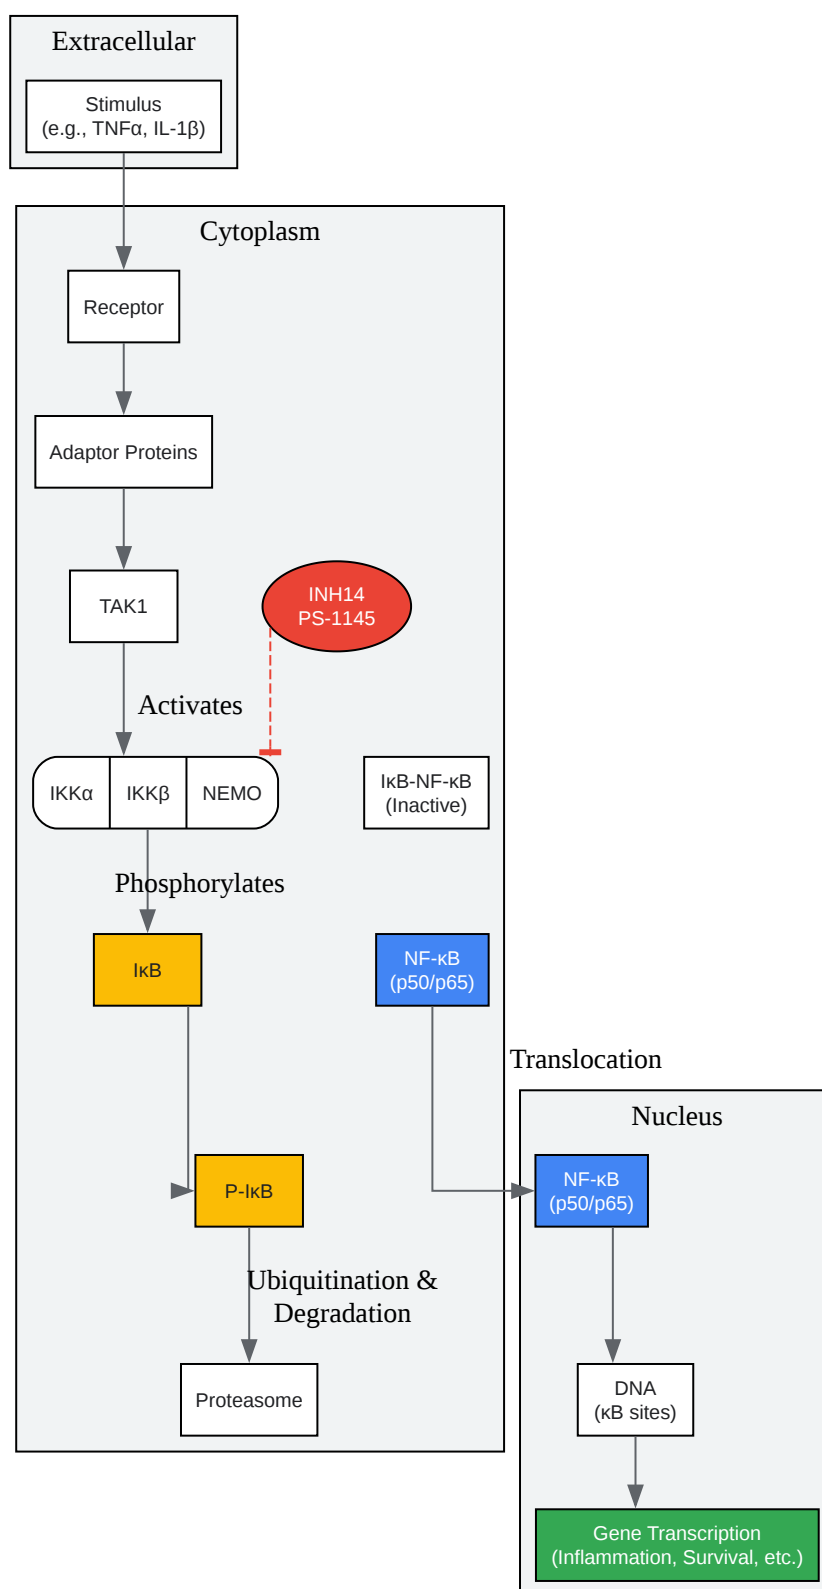 Extracellular
Stimulus
(e.g., TNFα, IL-1β)
Cytoplasm
Receptor
Adaptor Proteins
TAK1
INH14
PS-1145
Activates
IKKα
IKKβ
NEMO
IκB-NF-κB
(Inactive)
Phosphorylates
IκB
NF-κB
(p50/p65)
Translocation
Nucleus
P-IκB
NF-κB
(p50/p65)
Ubiquitination &
Degradation
Proteasome
DNA
(κB sites)
Gene Transcription
(Inflammation, Survival, etc.)